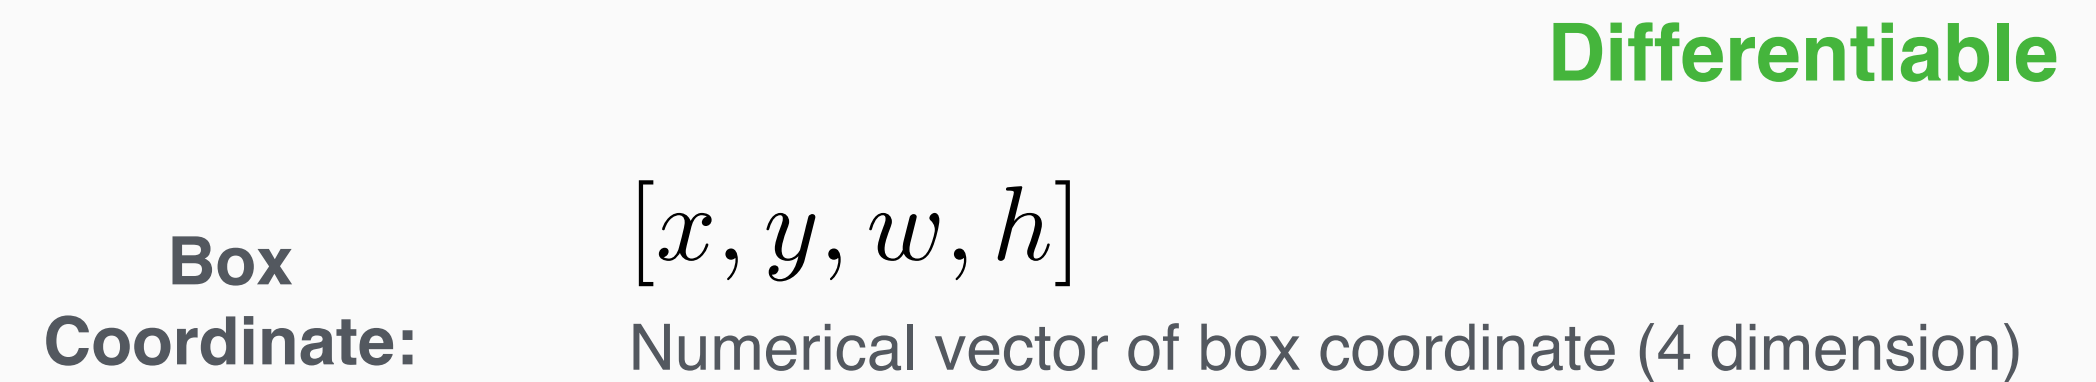 Differentiable
[x, y, w, h]
Box
Coordinate:
Numerical vector of box coordinate (4 dimension)